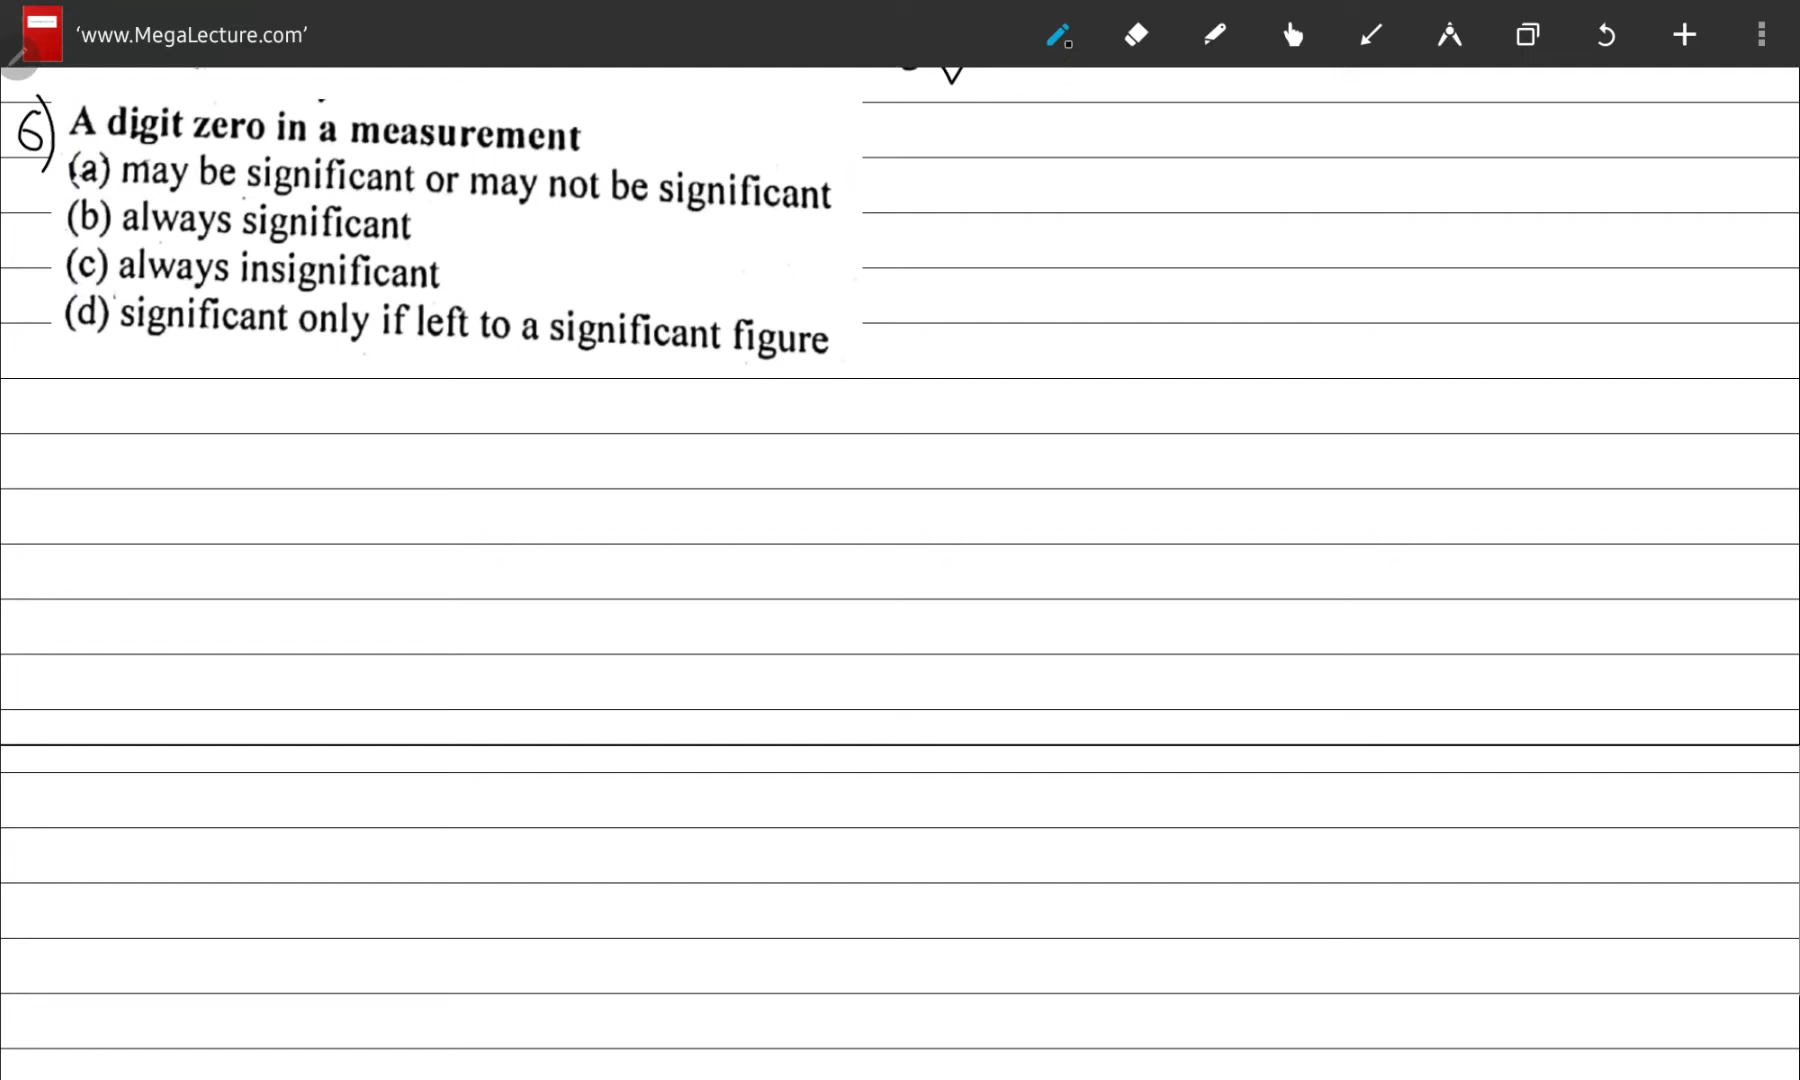 ‘www.MegaLecture.com’
6) A digit zero in a measurement
(a) may be significant or may not be significant
(b) always significant
(c) always insignificant
(d) significant only if left to a significant figure